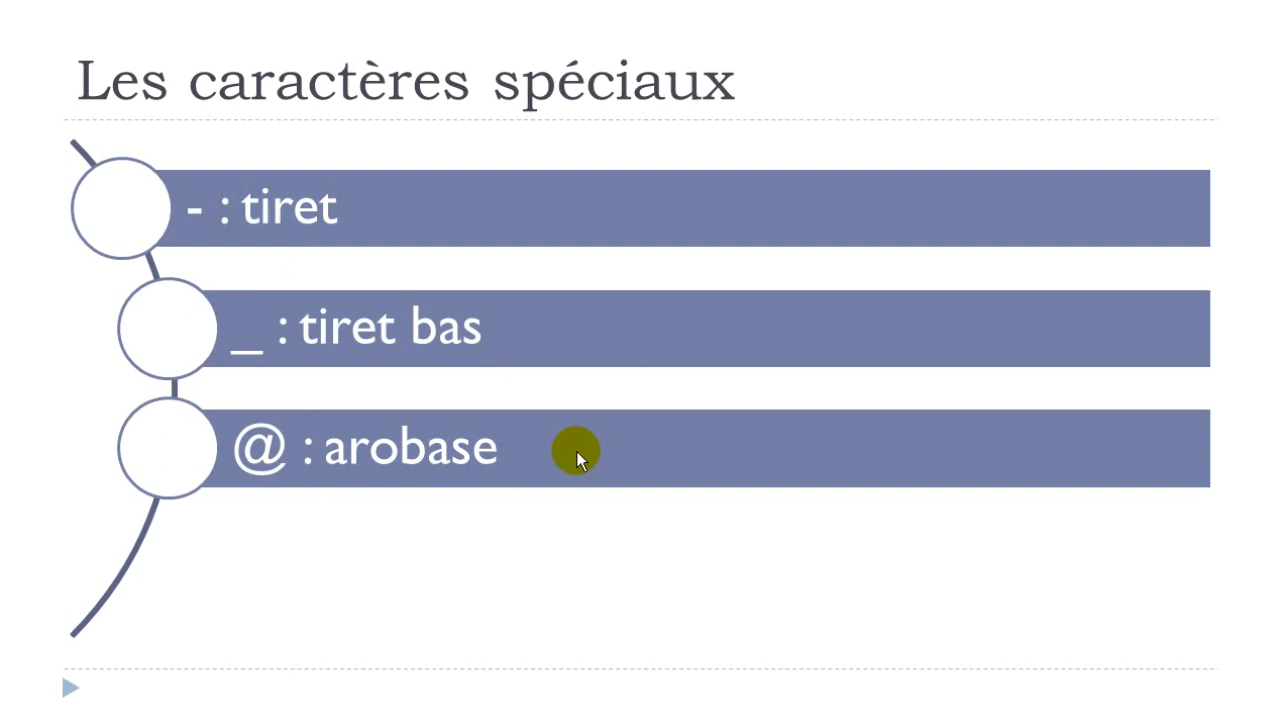 Les caractères spéciaux
- : tiret
_ : tiret bas
@ : arobase